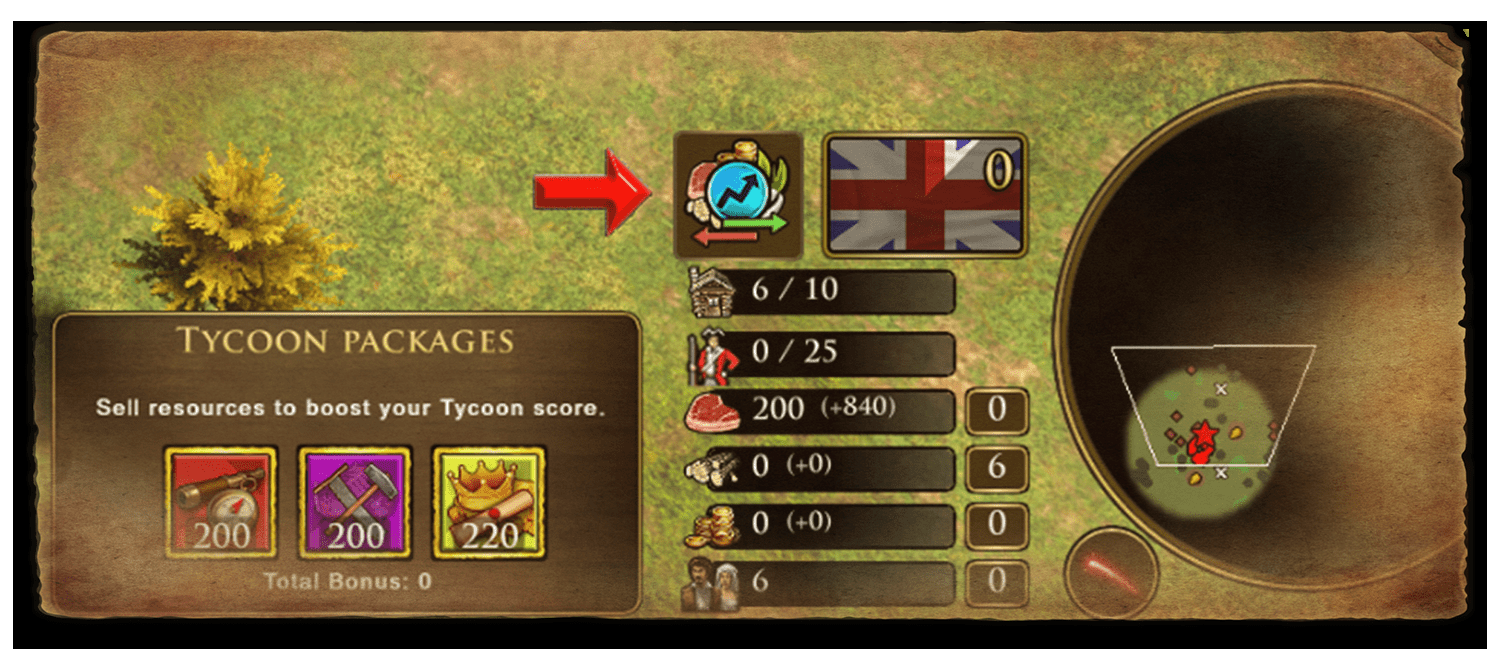 0
6 / 10
0 / 25
200 (+840) 0
0 (+0) 6
0 (+0) 0
6 0
TYCOON PACKAGES
Sell resources to boost your Tycoon score.
200 200 220
Total Bonus: 0